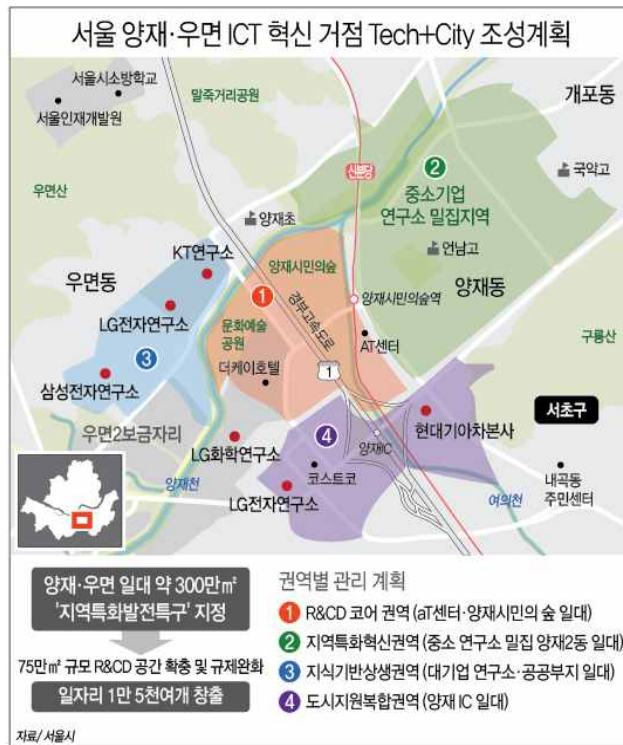 서울 양재·우면 ICT 혁신 거점 Tech+City 조성계획
서울시소방학교
서울인재개발원
말죽거리공원
개포동
신분당
2
중소기업
연구소 밀집지역
국악고
우면산
양재초
언남고
KT연구소
우면동
양재시민의숲
양재동
1
경부고속도로
양재시민의숲역
LG전자연구소
문화예술
공원
AT센터
구룡산
3
더케이호텔
1
삼성전자연구소
서초구
우면2보금자리
4
현대기아차본사
LG화학연구소
양재IC
양재천
코스트코
내곡동
주민센터
LG전자연구소
여의천
양재·우면 일대 약 300만㎡
'지역특화발전특구' 지정
75만㎡ 규모 R&CD 공간 확충 및 규제완화
일자리 1만 5천여개 창출
권역별 관리 계획
1 R&CD 코어 권역 (aT센터·양재시민의 숲 일대)
2 지역특화혁신권역 (중소 연구소 밀집 양재2동 일대)
3 지식기반상생권역 (대기업 연구소·공공부지 일대)
4 도시지원복합권역 (양재 IC 일대)
자료/ 서울시